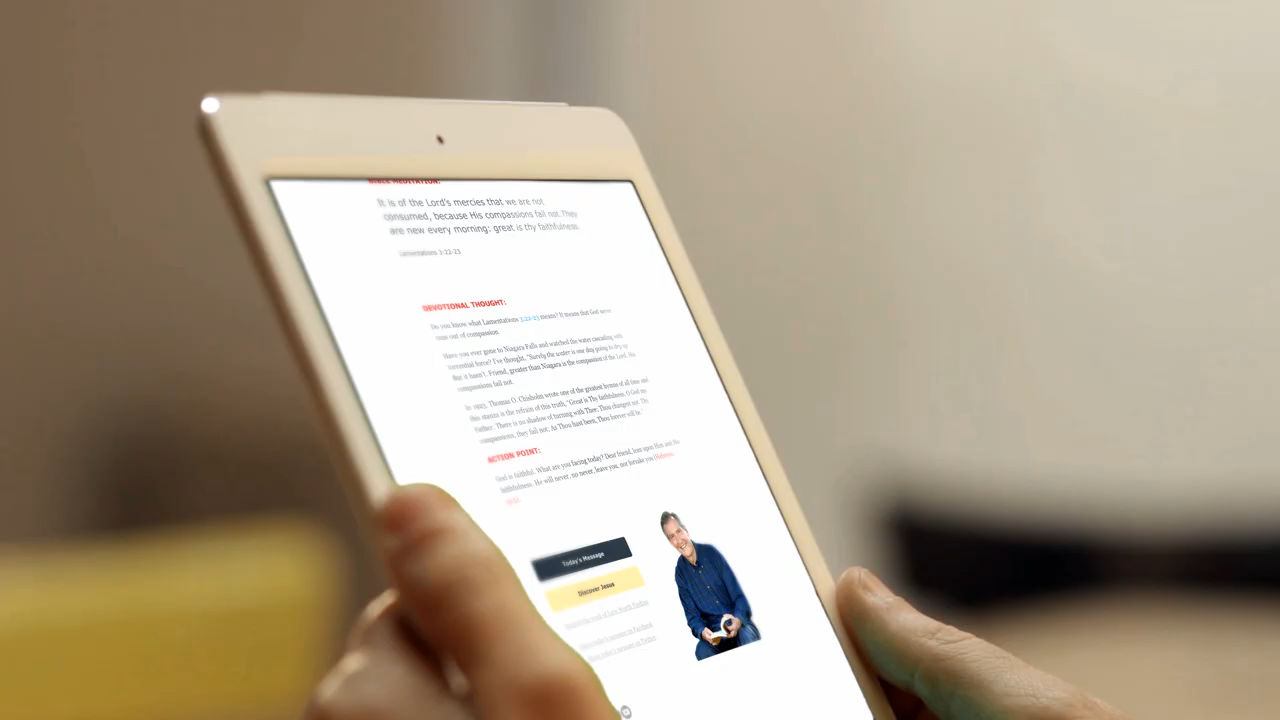 BIBLE MEDITATION:
It is of the Lord's mercies that we are not
consumed, because His compassions fail not. They
are new every morning: great is thy faithfulness.
Lamentations 3:22-23
DEVOTIONAL THOUGHT:
Do you know what Lamentations 3:22-23 means? It means that God never
runs out of compassion.
Have you ever gone to Niagara Falls and watched the water cascading with
torrential force? I've thought, "Surely the water is one day going to dry up
But it hasn't. Friend, greater than Niagara is the compassion of the Lord. His
compassions fail not.
In 1923, Thomas O. Chisholm wrote one of the greatest hymns of all time and
this stanza is the refrain of this truth, "Great is Thy faithfulness, O God my
Father. There is no shadow of turning with Thee; Thou changest not, Thy
compassions, they fail not; As Thou hast been, Thou forever will be."
ACTION POINT:
God is faithful. What are you facing today? Dear friend, lean upon Him and His
faithfulness. He will never, no never, leave you, nor forsake you Hebrews
Today's Message
Discover Jesus